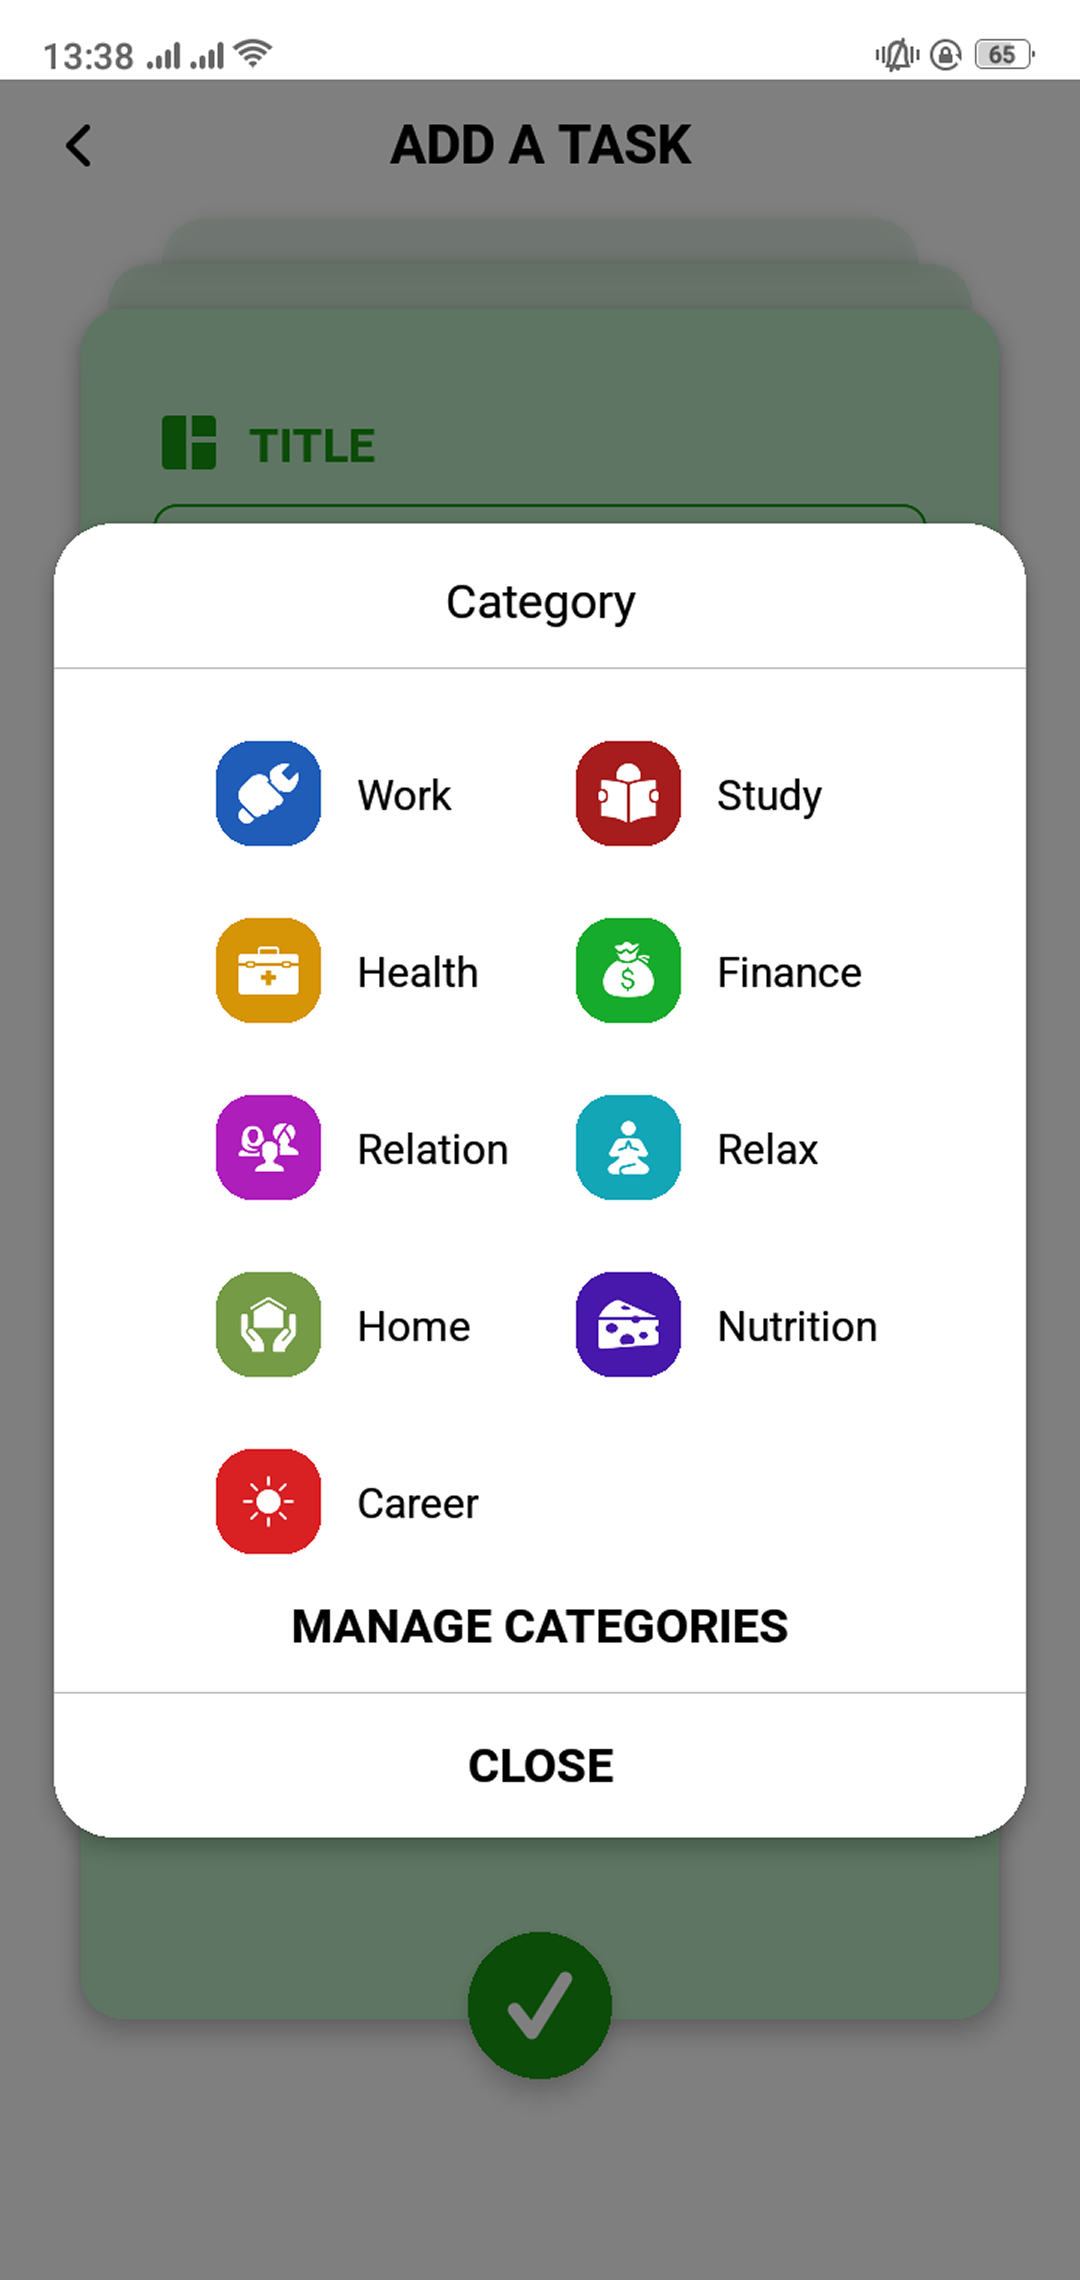 13:38 65
ADD A TASK
TITLE
Category
Work Study
Health Finance
$
Relation Relax
Home Nutrition
Career
MANAGE CATEGORIES
CLOSE